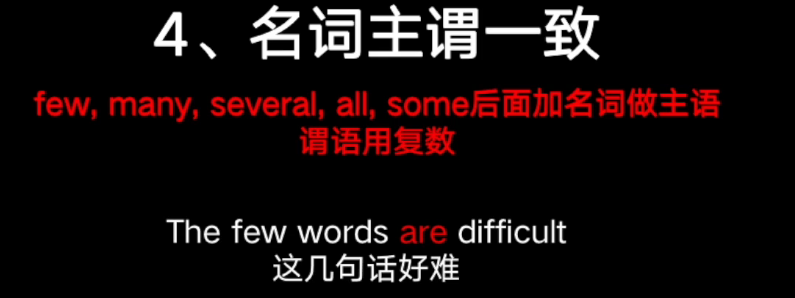 4、名词主谓一致
few, many, several, all, some后面加名词做主语
谓语用复数
The few words are difficult
这几句话好难